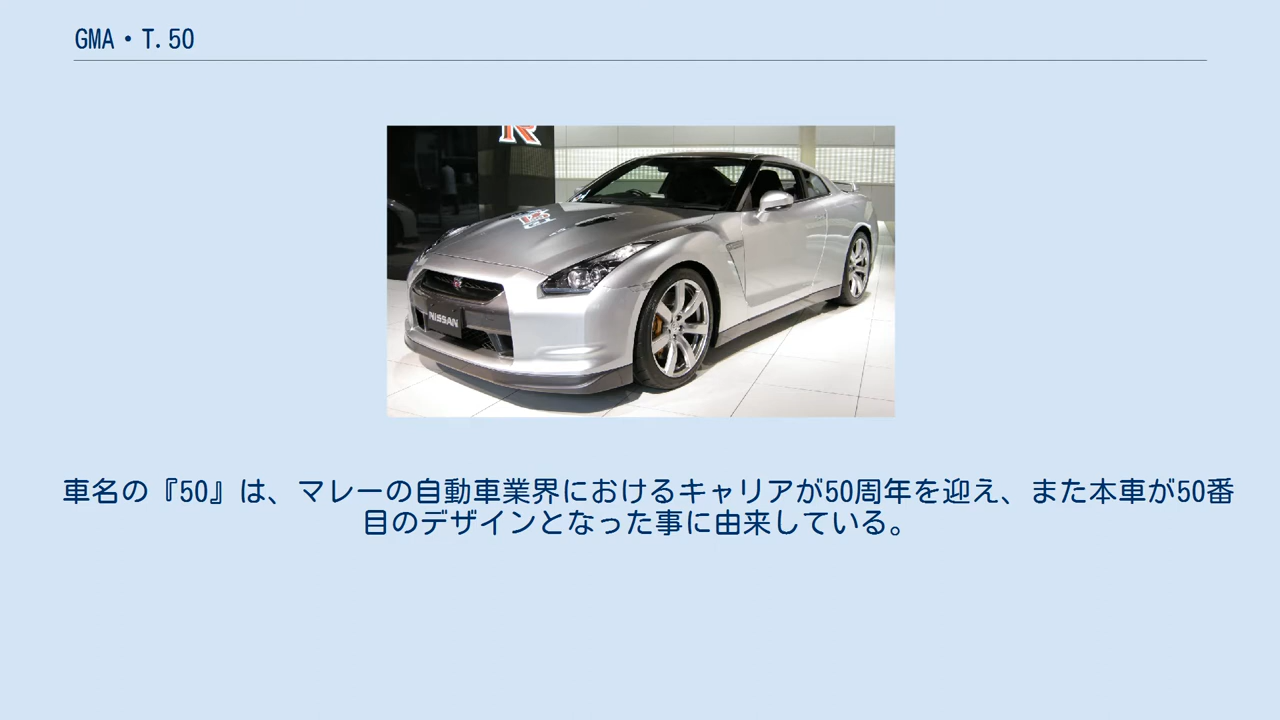 GMA・T.50
R
NISSAN
車名の『50』は、マレーの自動車業界におけるキャリアが50周年を迎え、また本車が50番
目のデザインとなった事に由来している。